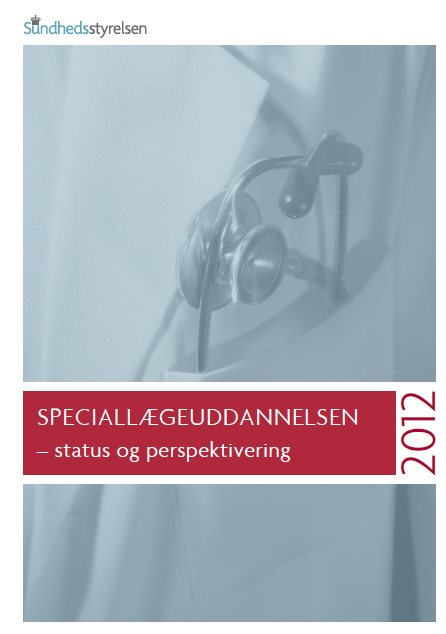 Sundhedsstyrelsen
SPECIALLÆGEUDDANNELSEN
– status og perspektivering
2012